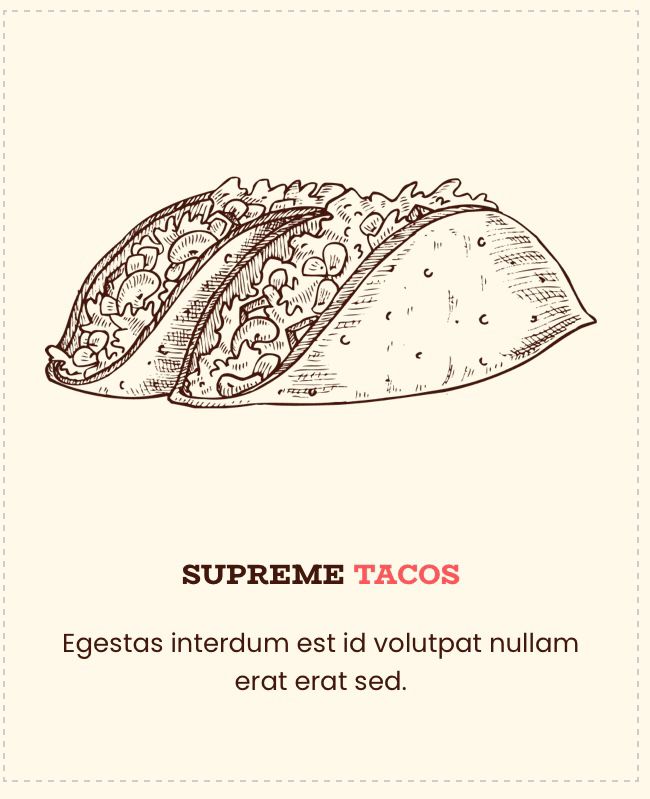 SUPREME TACOS
Egestas interdum est id volutpat nullam
erat erat sed.